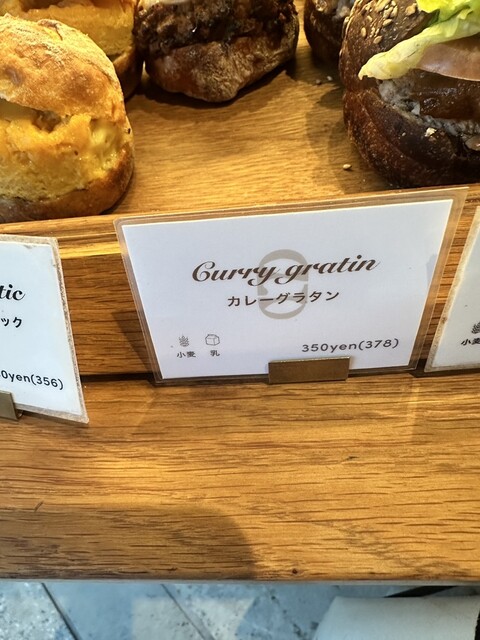 Curry gratin
カレーグラタン
小麦 乳
350yen(378)
tic
ック
0yen(356)
小麦